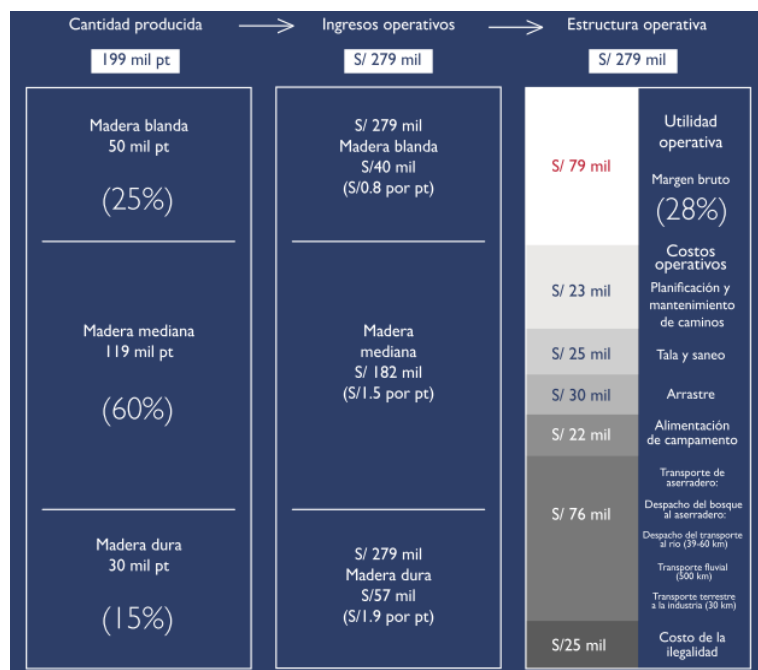 Cantidad producida
199 mil pt
Madera blanda
50 mil pt
(25%)
Madera mediana
119 mil pt
(60%)
Madera dura
30 mil pt
(15%)
Ingresos operativos
S/ 279 mil
S/ 279 mil
Madera blanda
S/40 mil
(S/0.8 por pt)
Madera
mediana
S/ 182 mil
(S/1.5 por pt)
S/ 279 mil
Madera dura
S/57 mil
(S/1.9 por pt)
Estructura operativa
S/ 279 mil
S/ 79 mil
Utilidad
operativa
Margen bruto
(28%)
Costos
operativos
S/ 23 mil
Planificación y
mantenimiento
de caminos
S/ 25 mil
Tala y saneo
S/ 30 mil
Arrastre
S/ 22 mil
Alimentación
de campamento
S/ 76 mil
Transporte de
aserradero:
Despacho del bosque
al aserradero:
Despacho del transporte
al río (39-60 km)
Transporte fluvial
(500 km)
Transporte terrestre
a la industria (30 km)
S/25 mil
Costo de la
ilegalidad